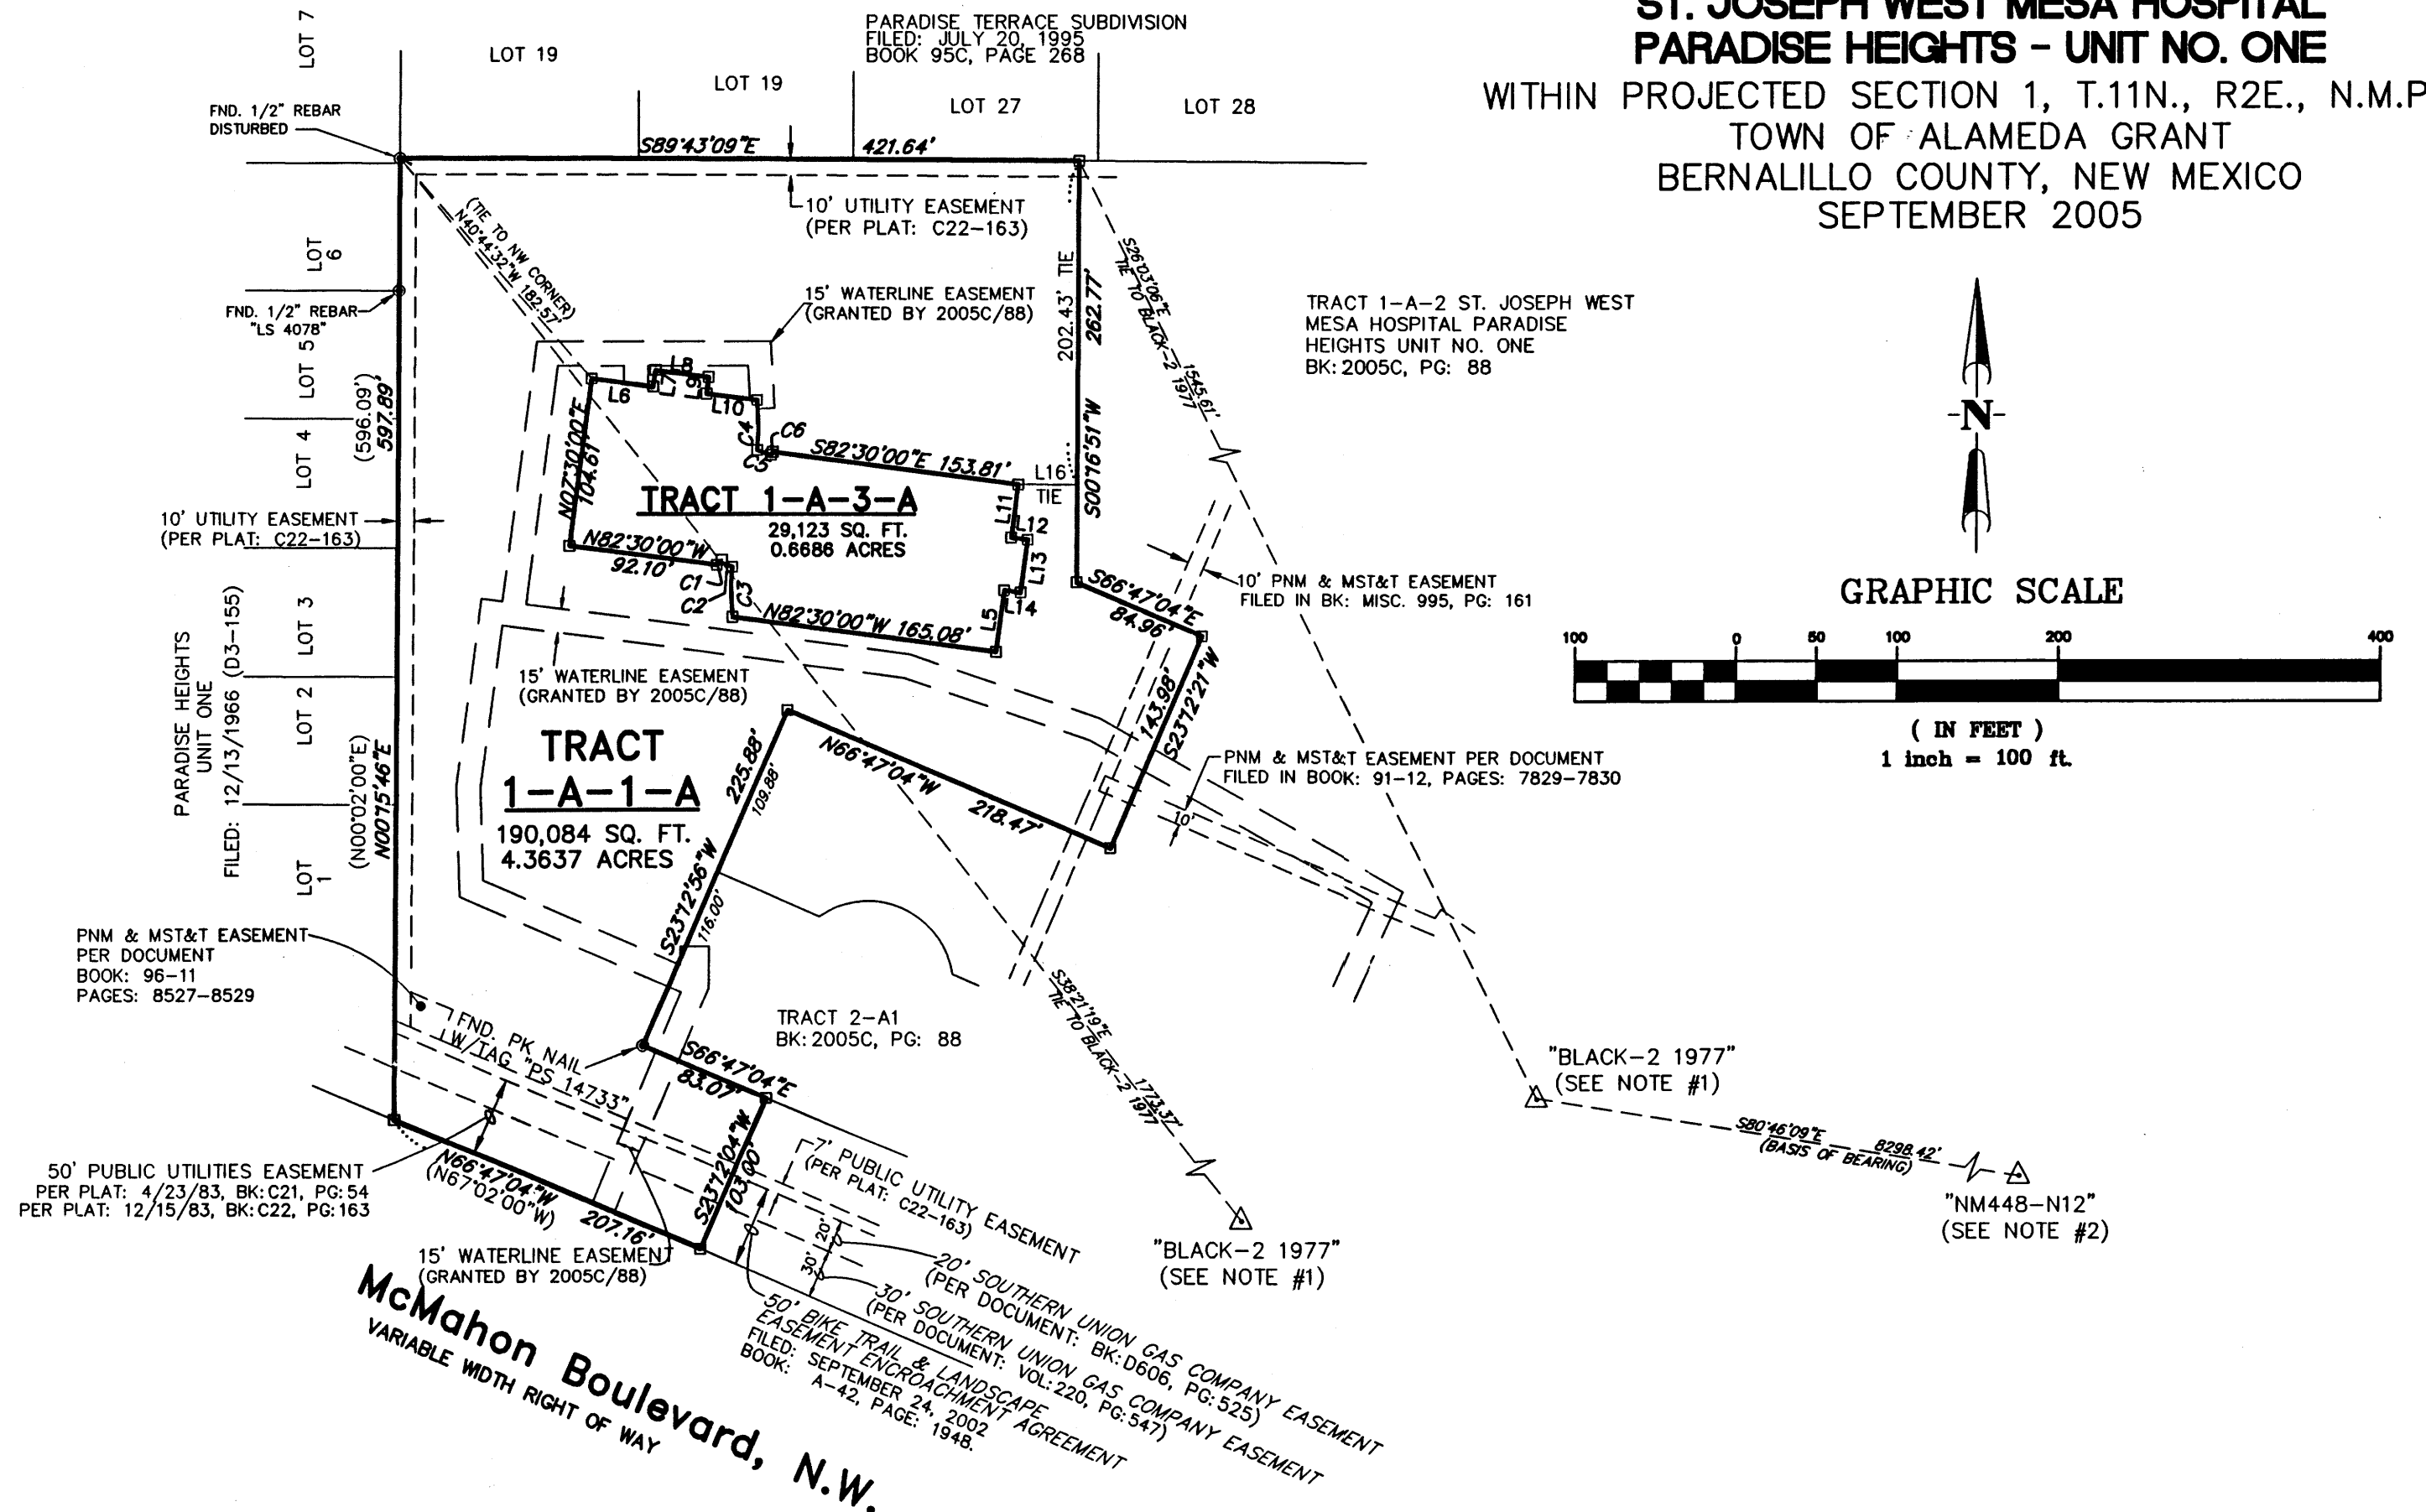 ST. JOSEPH WEST MESA HOSPITAL
PARADISE HEIGHTS - UNIT NO. ONE
WITHIN PROJECTED SECTION 1, T.11N., R2E., N.M.P
TOWN OF ALAMEDA GRANT
BERNALILLO COUNTY, NEW MEXICO
SEPTEMBER 2005
PARADISE TERRACE SUBDIVISION
FILED: JULY 20, 1995
BOOK 95C, PAGE 268
LOT 7
LOT 19
LOT 19
LOT 27
LOT 28
FND. 1/2" REBAR
DISTURBED
S89°43'09"E
421.64'
10' UTILITY EASEMENT
(PER PLAT: C22-163)
(TIE TO NW CORNER)
N40°44'32"W 182.57'
LOT
6
FND. 1/2" REBAR
"LS 4078"
LOT 5
(596.09')
597.89'
LOT 4
15' WATERLINE EASEMENT
(GRANTED BY 2005C/88)
202.43' TIE
262.77'
S00°16'51"W
S26°03'06"E
1545.61'
TIE TO BLACK-2 1977
TRACT 1-A-2 ST. JOSEPH WEST
MESA HOSPITAL PARADISE
HEIGHTS UNIT NO. ONE
BK: 2005C, PG: 88
-N-
L6
L7
L8
L9
L10
C4
C5
C6
N07°30'00"E
104.61'
S82°30'00"E 153.81'
L16
TIE
TRACT 1-A-3-A
29,123 SQ. FT.
0.6686 ACRES
L11
L12
L13
L14
L5
N82°30'00"W
92.10'
C1
C2
C3
N82°30'00"W 165.08'
10' UTILITY EASEMENT
(PER PLAT: C22-163)
LOT 3
LOT 2
LOT
1
PARADISE HEIGHTS
UNIT ONE
FILED: 12/13/1966 (D3-155)
(N00°02'00"E)
N00°15'46"E
15' WATERLINE EASEMENT
(GRANTED BY 2005C/88)
10' PNM & MST&T EASEMENT
FILED IN BK: MISC. 995, PG: 161
S66°47'04"E
84.96'
143.98'
S23°12'21"W
GRAPHIC SCALE
100 0 50 100 200 400
( IN FEET )
1 inch = 100 ft.
TRACT
1-A-1-A
190,084 SQ. FT.
4.3637 ACRES
225.88'
109.88'
S23°12'56"W
116.00'
N66°47'04"W
218.47'
PNM & MST&T EASEMENT PER DOCUMENT
FILED IN BOOK: 91-12, PAGES: 7829-7830
10'
PNM & MST&T EASEMENT
PER DOCUMENT
BOOK: 96-11
PAGES: 8527-8529
FND. PK NAIL
W/TAG "PS 14733"
TRACT 2-A1
BK: 2005C, PG: 88
S38°21'19"E
1773.37'
TIE TO BLACK-2 1977
"BLACK-2 1977"
(SEE NOTE #1)
S80°46'09"E 8298.42'
(BASIS OF BEARING)
"NM448-N12"
(SEE NOTE #2)
"BLACK-2 1977"
(SEE NOTE #1)
S66°47'04"E
83.07'
S23°12'04"W
103.00'
50' PUBLIC UTILITIES EASEMENT
PER PLAT: 4/23/83, BK: C21, PG: 54
PER PLAT: 12/15/83, BK: C22, PG: 163
N66°47'04"W
(N67°02'00"W)
207.16'
15' WATERLINE EASEMENT
(GRANTED BY 2005C/88)
7' PUBLIC UTILITY EASEMENT
(PER PLAT: C22-163)
20'
30'
20' SOUTHERN UNION GAS COMPANY EASEMENT
(PER DOCUMENT: BK: D606, PG: 525)
30' SOUTHERN UNION GAS COMPANY EASEMENT
(PER DOCUMENT: VOL: 220, PG: 547)
50' BIKE TRAIL & LANDSCAPE
EASEMENT ENCROACHMENT AGREEMENT
FILED: SEPTEMBER 24, 2002
BOOK: A-42, PAGE: 1948.
McMahon Boulevard, N.W.
VARIABLE WIDTH RIGHT OF WAY